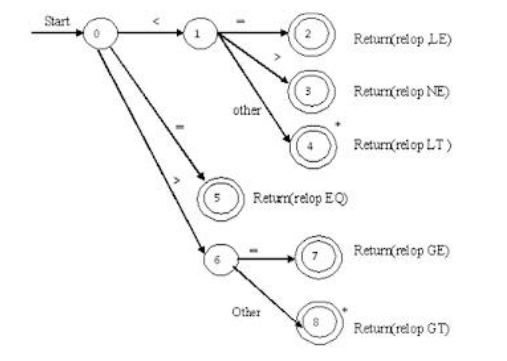 Start
0
<
1
=
2
Return(relop ,LE)
>
3
Return(relop NE)
other
*
4
Return(relop LT )
=
5
Return(relop EQ)
>
6
=
7
Return(relop GE)
Other
*
8
Return(relop GT)